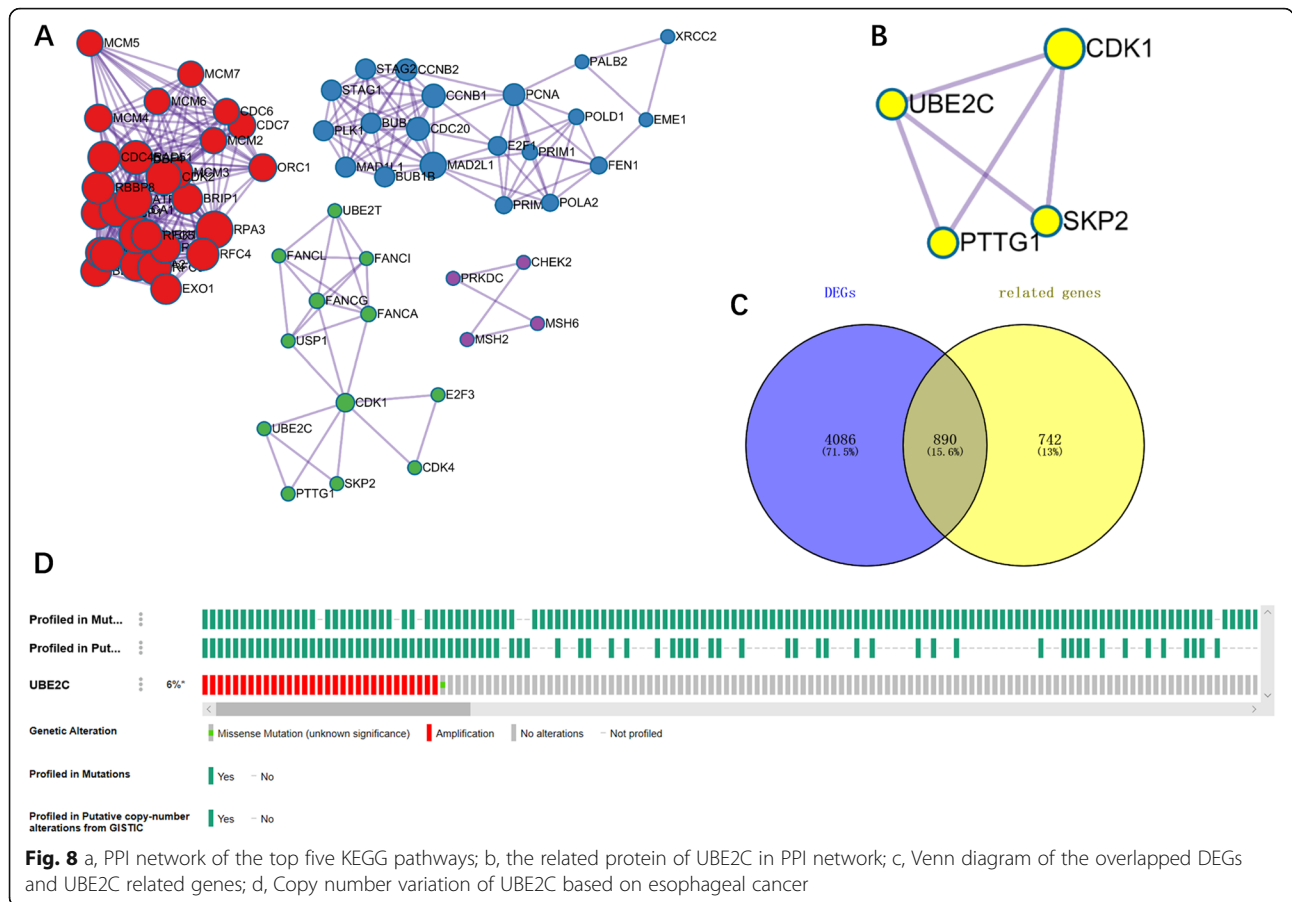 A
MCM5
MCM7
MCM6
CDC6
MCM4
CDC7
MCM2
MCM3
ORC1
CDK2
RBBP8
BRIP1
RPA3
RFC4
EXO1
STAG2
CCNB2
STAG1
CCNB1
PCNA
PLK1
CDC20
MAD1L1
BUB1B
MAD2L1
E2F1
PRIM1
POLD1
FEN1
PRIM
POLA2
XRCC2
PALB2
EME1
UBE2T
FANCL
FANCI
FANCG
FANCA
USP1
CDK1
E2F3
UBE2C
CDK4
SKP2
PTTG1
CHEK2
PRKDC
MSH6
MSH2
B
CDK1
UBE2C
SKP2
PTTG1
C
DEGs
related genes
4086
(71.5%)
890
(15.6%)
742
(13%)
D
Profiled in Mut...
Profiled in Put...
UBE2C 6%*
Genetic Alteration Missense Mutation (unknown significance) Amplification No alterations Not profiled
Profiled in Mutations Yes No
Profiled in Putative copy-number
alterations from GISTIC Yes No
Fig. 8 a, PPI network of the top five KEGG pathways; b, the related protein of UBE2C in PPI network; c, Venn diagram of the overlapped DEGs
and UBE2C related genes; d, Copy number variation of UBE2C based on esophageal cancer